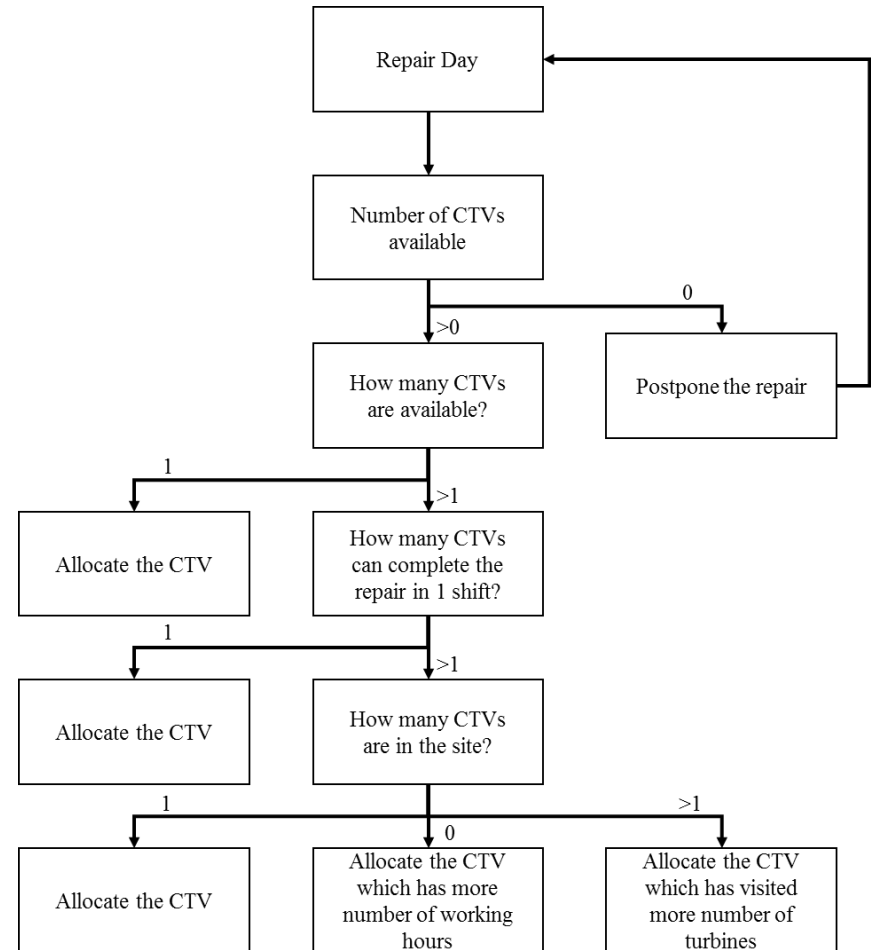 Repair Day
Number of CTVs
available
0
>0
How many CTVs
are available?
Postpone the repair
1
>1
Allocate the CTV
How many CTVs
can complete the
repair in 1 shift?
1
>1
Allocate the CTV
How many CTVs
are in the site?
1
0
>1
Allocate the CTV
Allocate the CTV
which has more
number of working
hours
Allocate the CTV
which has visited
more number of
turbines